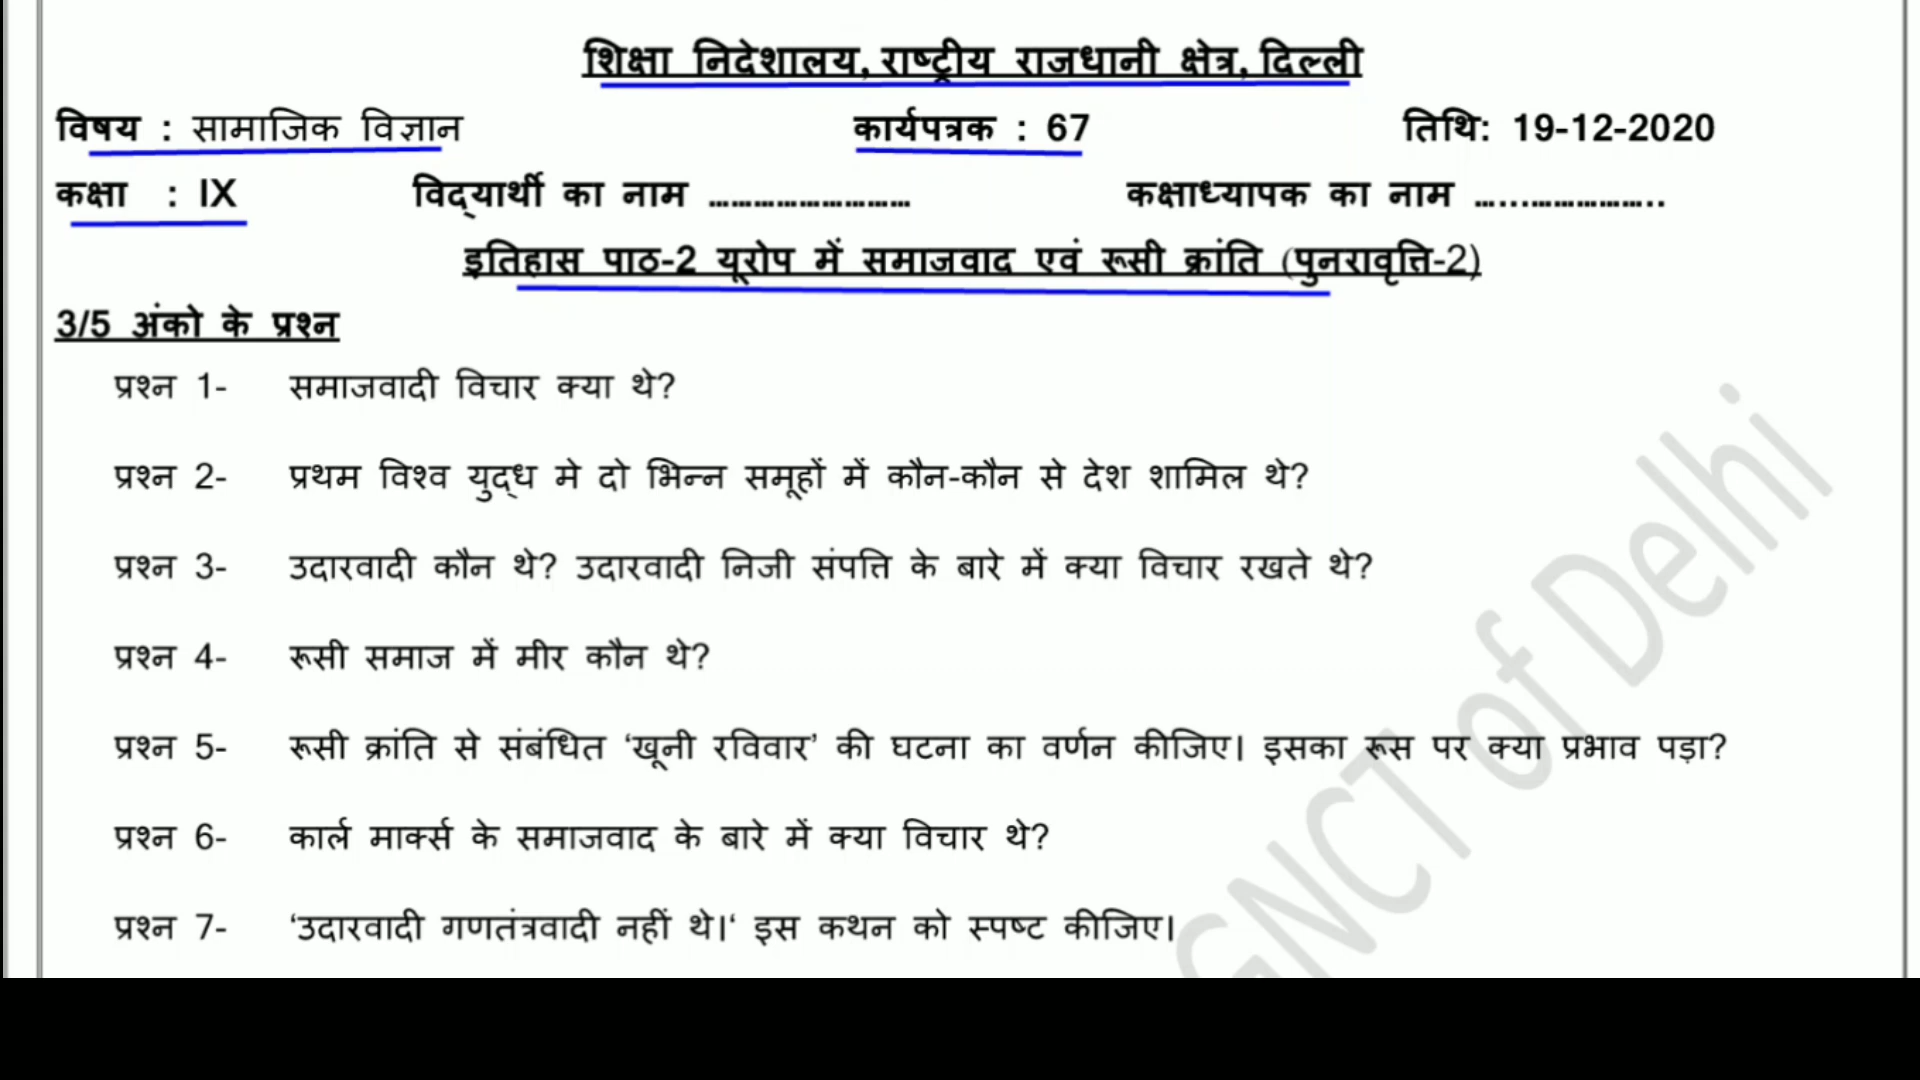 शिक्षा निदेशालय, राष्ट्रीय राजधानी क्षेत्र, दिल्ली
विषय : सामाजिक विज्ञान कार्यपत्रक : 67 तिथि: 19-12-2020
कक्षा : IX विद्यार्थी का नाम ........................ कक्षाध्यापक का नाम ........................
इतिहास पाठ-2 यूरोप में समाजवाद एवं रूसी क्रांति (पुनरावृत्ति-2)
3/5 अंको के प्रश्न
प्रश्न 1- समाजवादी विचार क्या थे?
प्रश्न 2- प्रथम विश्व युद्ध मे दो भिन्न समूहों में कौन-कौन से देश शामिल थे?
प्रश्न 3- उदारवादी कौन थे? उदारवादी निजी संपत्ति के बारे में क्या विचार रखते थे?
प्रश्न 4- रूसी समाज में मीर कौन थे?
प्रश्न 5- रूसी क्रांति से संबंधित ‘खूनी रविवार’ की घटना का वर्णन कीजिए। इसका रूस पर क्या प्रभाव पड़ा?
प्रश्न 6- कार्ल मार्क्स के समाजवाद के बारे में क्या विचार थे?
प्रश्न 7- ‘उदारवादी गणतंत्रवादी नहीं थे।‘ इस कथन को स्पष्ट कीजिए।
GNCT of Delhi